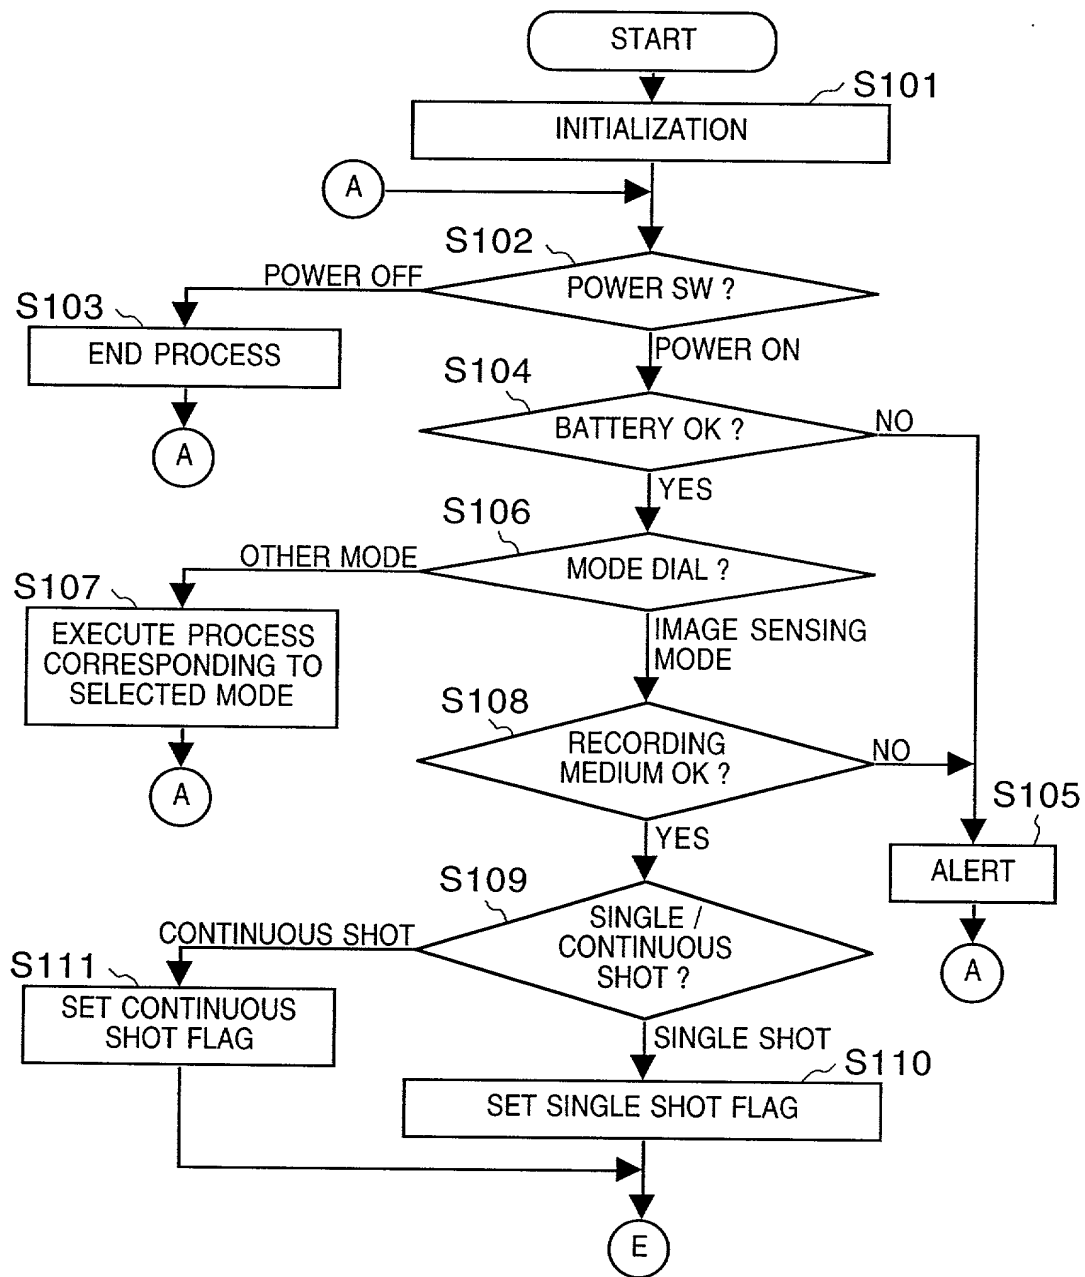 START
S101
INITIALIZATION
A
S102
POWER OFF
POWER SW ?
S103
END PROCESS
POWER ON
S104
BATTERY OK ?
NO
A
YES
S106
OTHER MODE
MODE DIAL ?
S107
EXECUTE PROCESS
CORRESPONDING TO
SELECTED MODE
IMAGE SENSING
MODE
S108
RECORDING
MEDIUM OK ?
NO
A
S105
YES
ALERT
S109
SINGLE /
CONTINUOUS
SHOT ?
CONTINUOUS SHOT
A
S111
SET CONTINUOUS
SHOT FLAG
SINGLE SHOT
S110
SET SINGLE SHOT FLAG
E